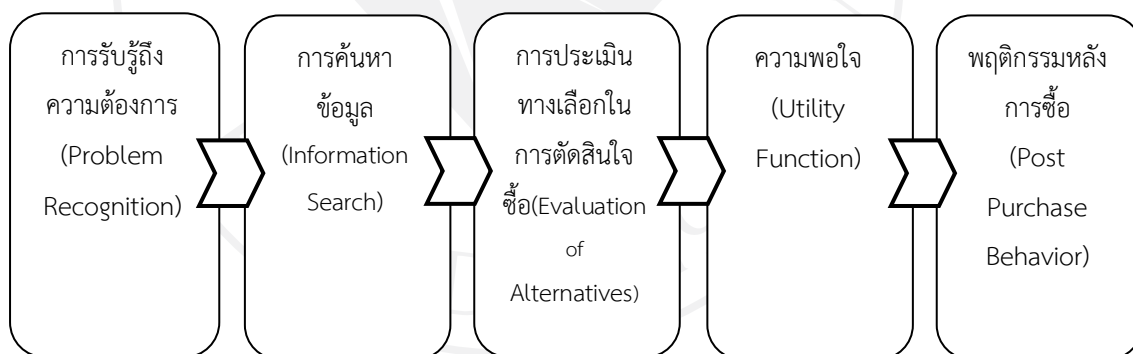 การรับรู้ถึง
ความต้องการ
(Problem
Recognition)
การค้นหา
ข้อมูล
(Information
Search)
การประเมิน
ทางเลือกใน
การตัดสินใจ
ซื้อ(Evaluation
of
Alternatives)
ความพอใจ
(Utility
Function)
พฤติกรรมหลัง
การซื้อ
(Post
Purchase
Behavior)